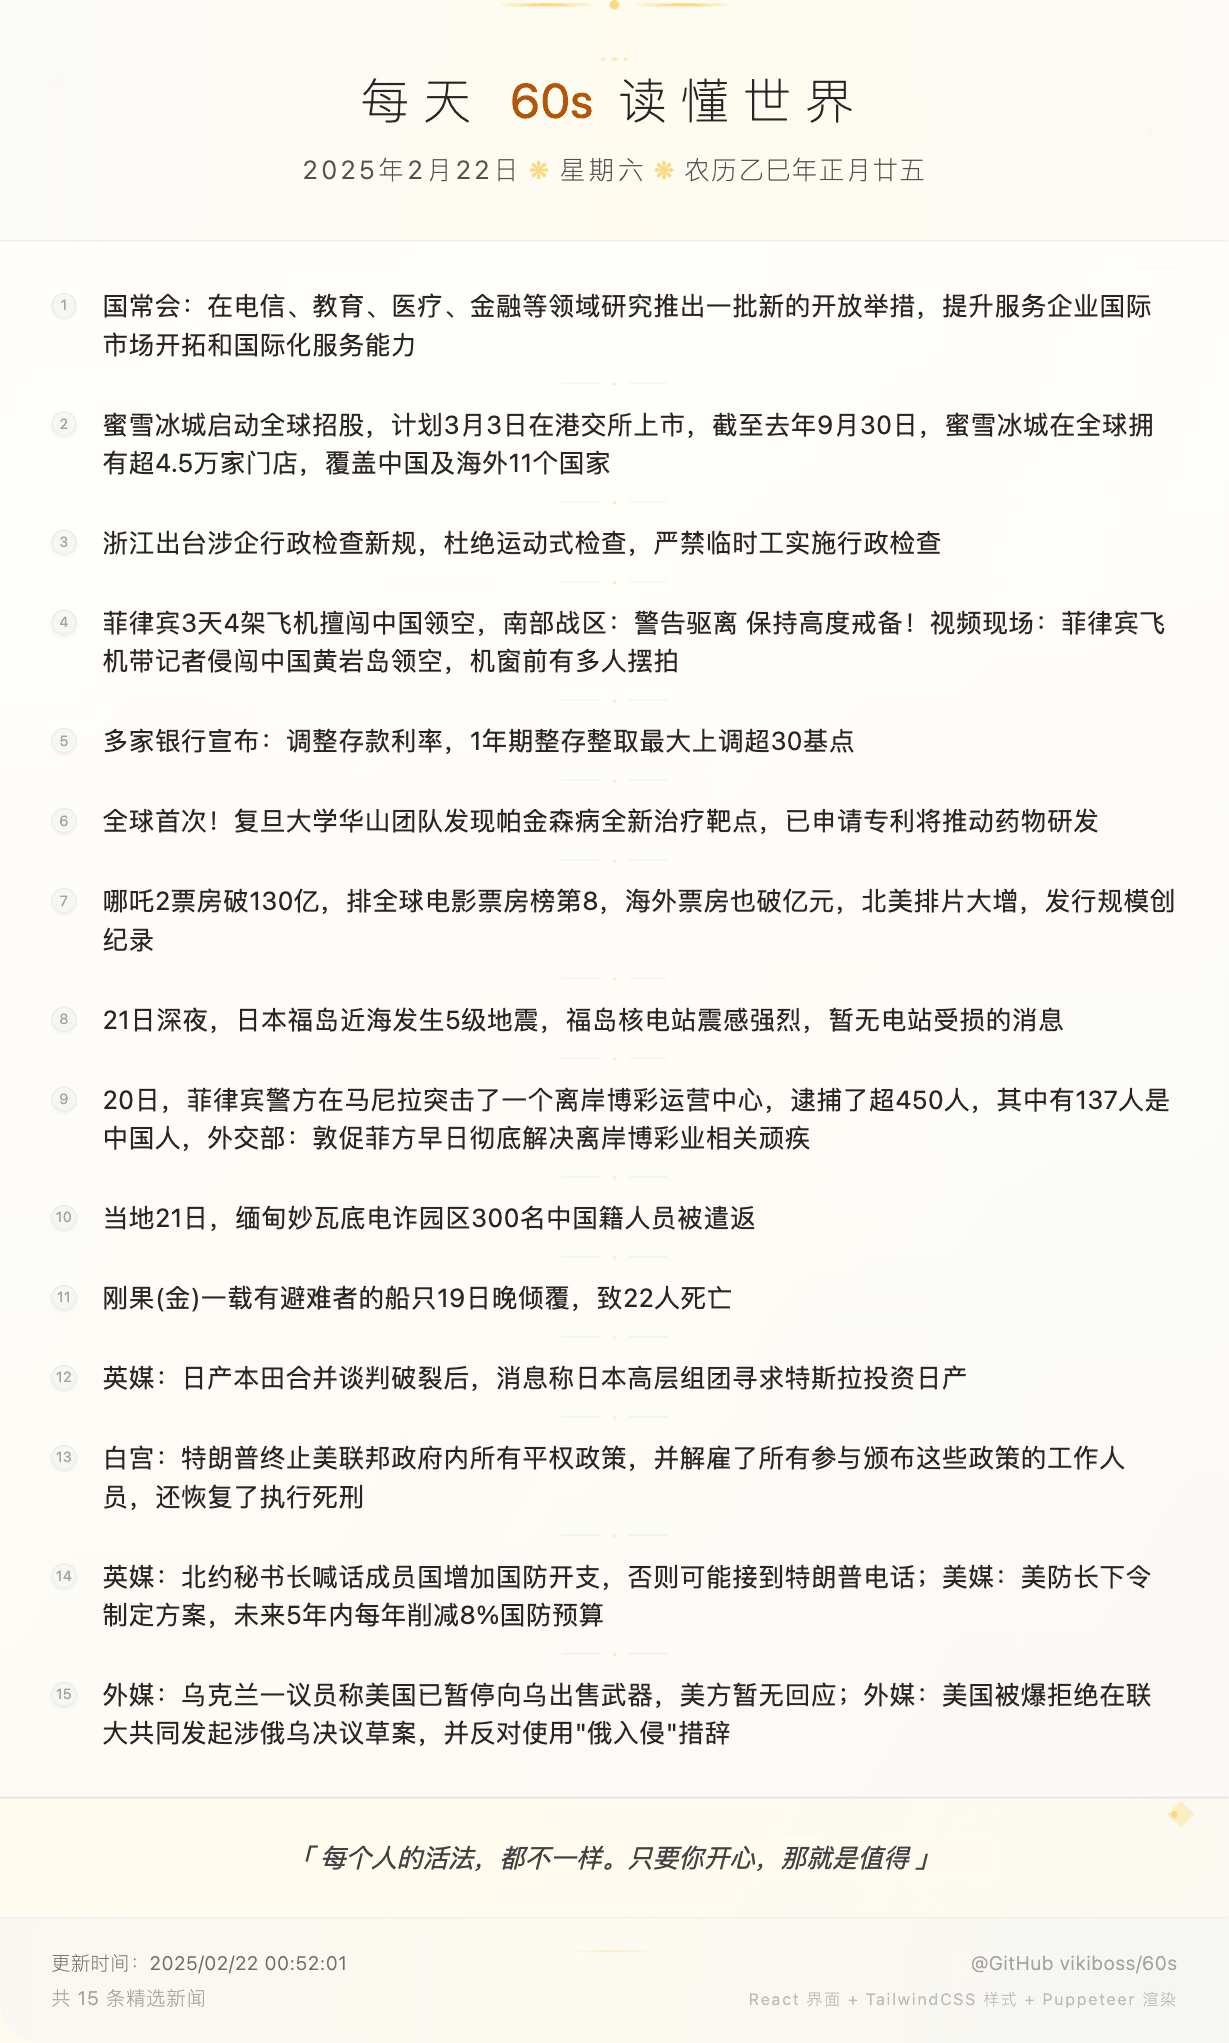 每天 60s 读懂世界
2025年2月22日 ❋ 星期六 ❋ 农历乙巳年正月廿五
1 国常会：在电信、教育、医疗、金融等领域研究推出一批新的开放举措，提升服务企业国际
市场开拓和国际化服务能力
2 蜜雪冰城启动全球招股，计划3月3日在港交所上市，截至去年9月30日，蜜雪冰城在全球拥
有超4.5万家门店，覆盖中国及海外11个国家
3 浙江出台涉企行政检查新规，杜绝运动式检查，严禁临时工实施行政检查
4 菲律宾3天4架飞机擅闯中国领空，南部战区：警告驱离 保持高度戒备！视频现场：菲律宾飞
机带记者侵闯中国黄岩岛领空，机窗前有多人摆拍
5 多家银行宣布：调整存款利率，1年期整存整取最大上调超30基点
6 全球首次！复旦大学华山团队发现帕金森病全新治疗靶点，已申请专利将推动药物研发
7 哪吒2票房破130亿，排全球电影票房榜第8，海外票房也破亿元，北美排片大增，发行规模创
纪录
8 21日深夜，日本福岛近海发生5级地震，福岛核电站震感强烈，暂无电站受损的消息
9 20日，菲律宾警方在马尼拉突击了一个离岸博彩运营中心，逮捕了超450人，其中有137人是
中国人，外交部：敦促菲方早日彻底解决离岸博彩业相关顽疾
10 当地21日，缅甸妙瓦底电诈园区300名中国籍人员被遣返
11 刚果(金)一载有避难者的船只19日晚倾覆，致22人死亡
12 英媒：日产本田合并谈判破裂后，消息称日本高层组团寻求特斯拉投资日产
13 白宫：特朗普终止美联邦政府内所有平权政策，并解雇了所有参与颁布这些政策的工作人
员，还恢复了执行死刑
14 英媒：北约秘书长喊话成员国增加国防开支，否则可能接到特朗普电话；美媒：美防长下令
制定方案，未来5年内每年削减8%国防预算
15 外媒：乌克兰一议员称美国已暂停向乌出售武器，美方暂无回应；外媒：美国被爆拒绝在联
大共同发起涉俄乌决议草案，并反对使用"俄入侵"措辞
「 每个人的活法，都不一样。只要你开心，那就是值得 」
更新时间：2025/02/22 00:52:01
@GitHub vikiboss/60s
共 15 条精选新闻
React 界面 + TailwindCSS 样式 + Puppeteer 渲染